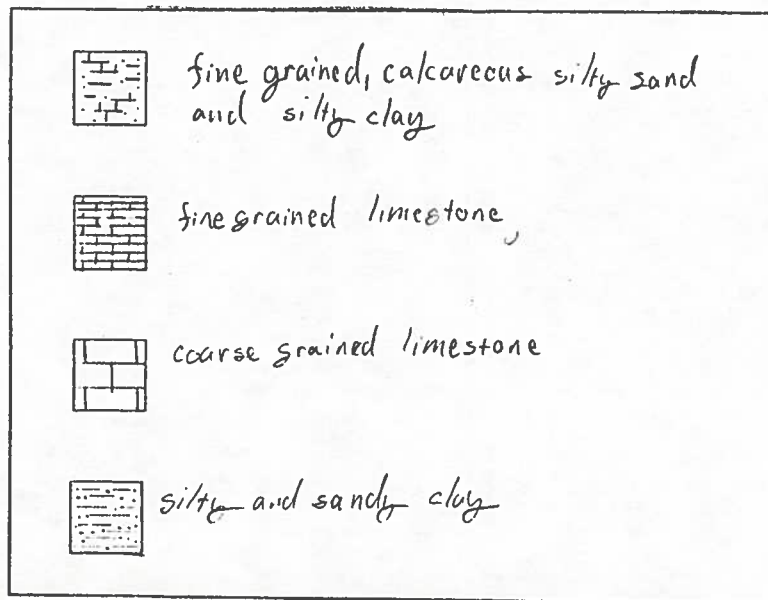 fine grained, calcareous silty sand
and silty clay
fine grained limestone,
coarse grained limestone
silty and sandy clay